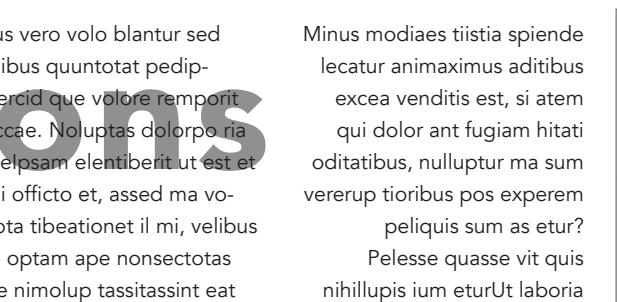 us vero volo blantur sed
ibus quuntotat pedip-
ercid que volore remporit
ccae. Noluptas dolorpo ria
elpsam elentiberit ut est et
i officto et, assed ma vo-
ota tibeationet il mi, velibus
optam ape nonsectotas
e nimolup tassitassint eat
ons
Minus modiaes tiistia spiende
lecatur animaximus aditibus
excea venditis est, si atem
qui dolor ant fugiam hitati
oditatibus, nulluptur ma sum
vererup tioribus pos experem
peliquis sum as etur?
Pelesse quasse vit quis
nihillupis ium eturUt laboria